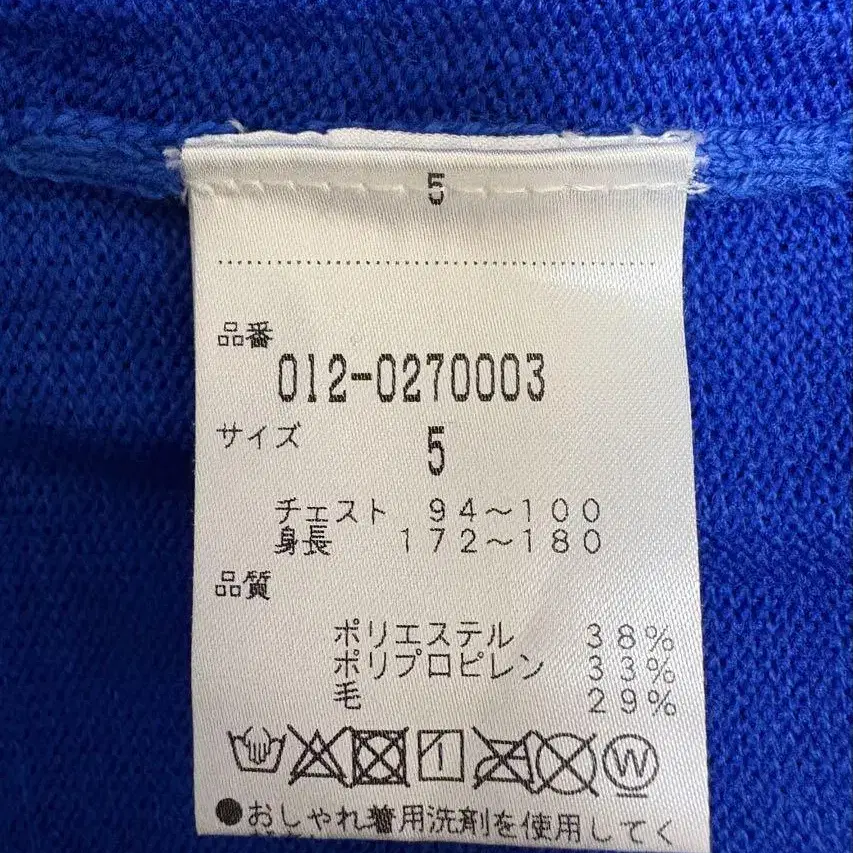 5
品番
012-0270003
サイズ
5
チェスト 94～100
身長 172～180
品質
ポリエステル 38%
ポリプロピレン 33%
毛 29%
W
●おしゃれ着用洗剤を使用してく